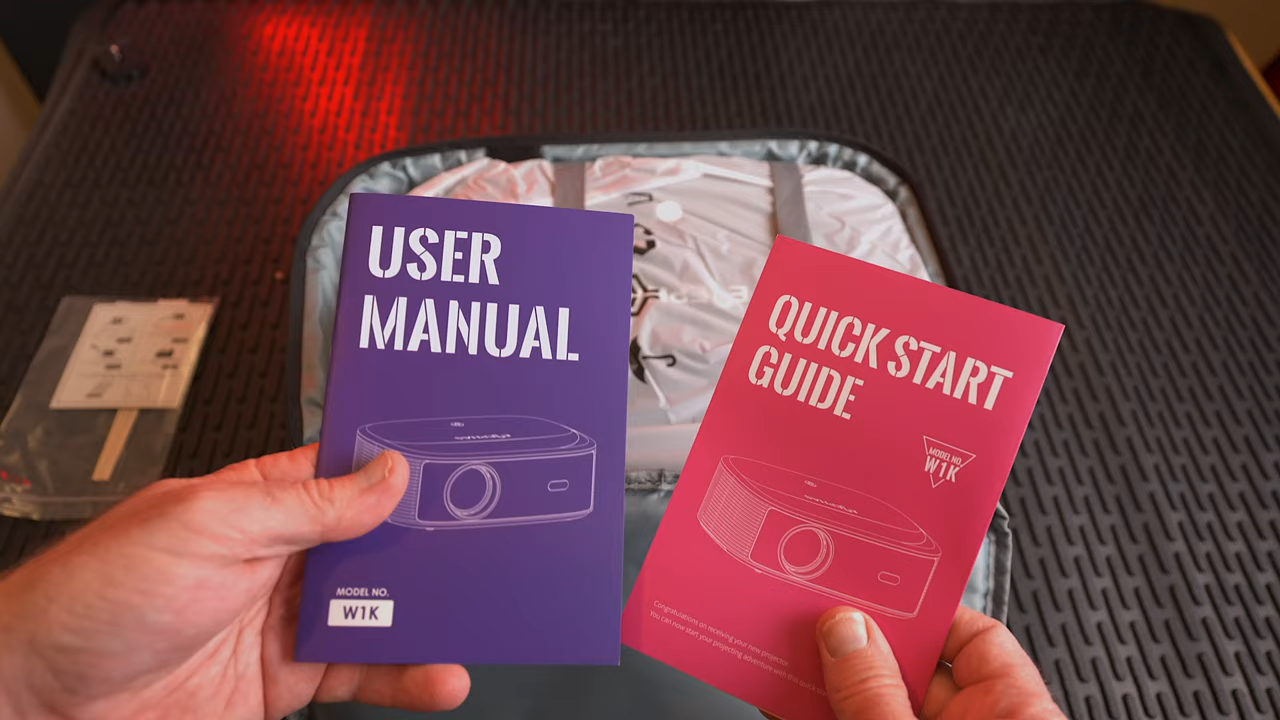 USER
MANUAL
MODEL NO.
W1K
QUICK START
GUIDE
MODEL NO.
W1K
Congratulations on receiving your new projector.
You can now start your projecting adventure with this quick